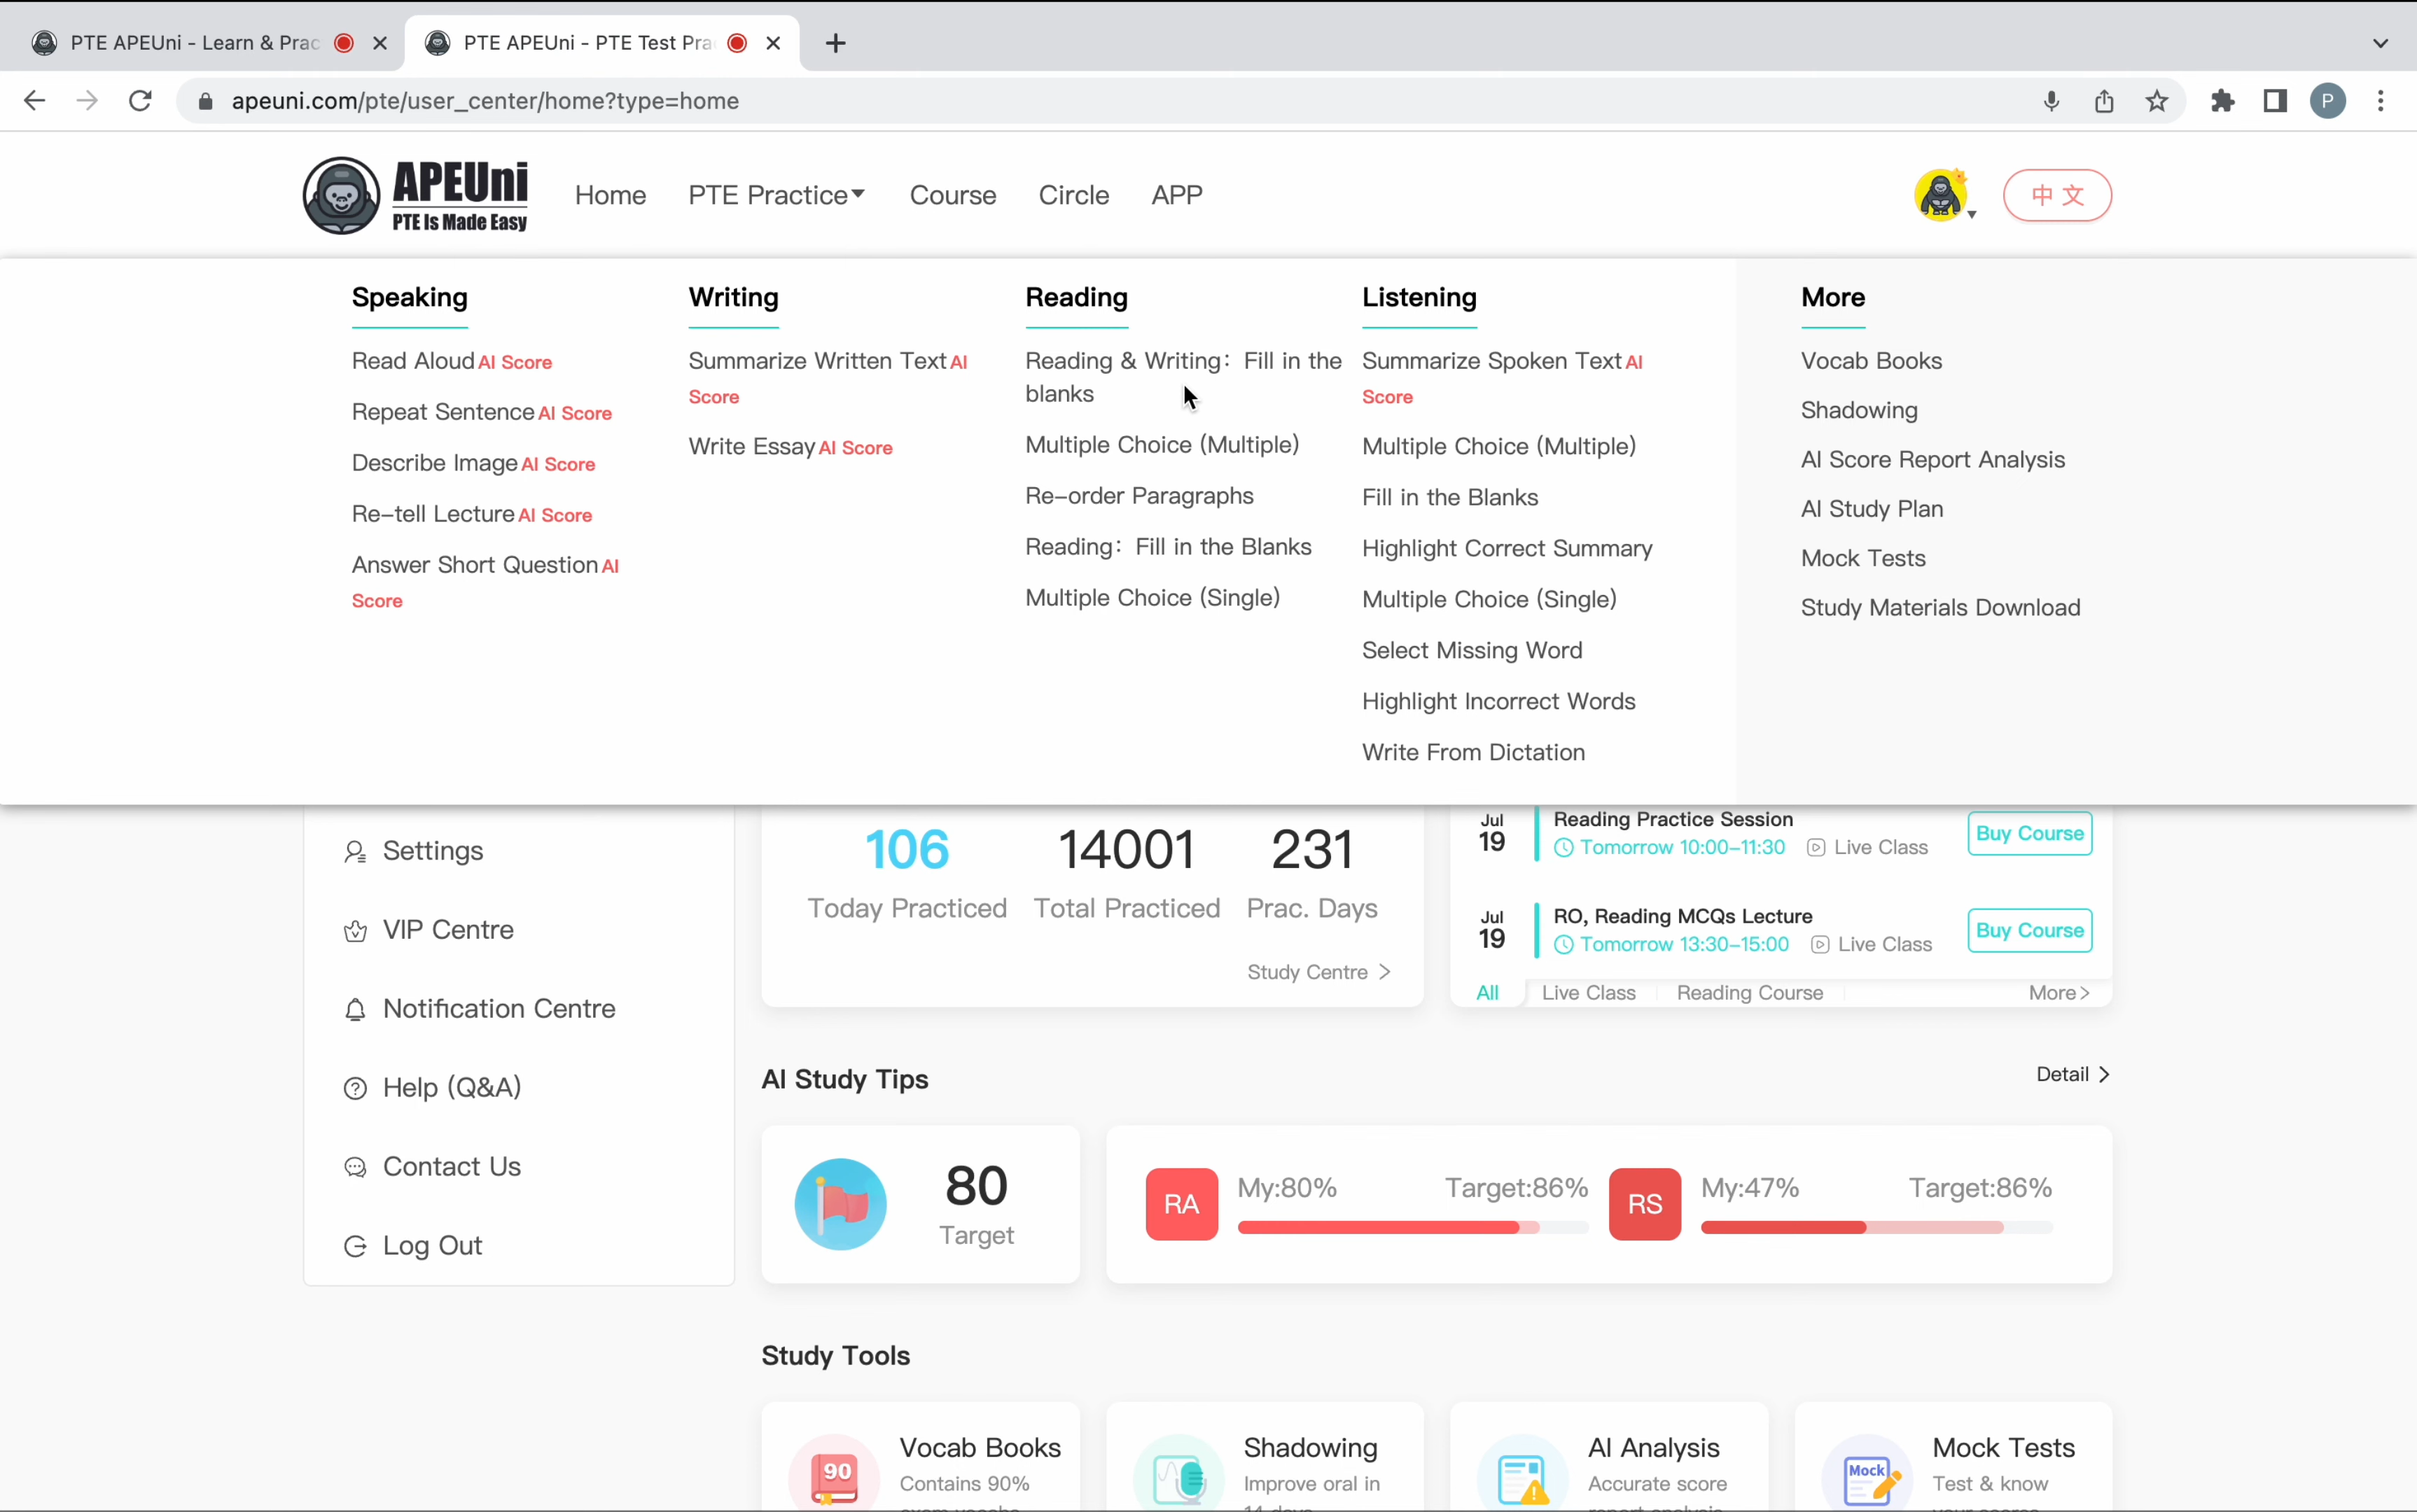 PTE APEUni - Learn & Prac
PTE APEUni - PTE Test Pra
apeuni.com/pte/user_center/home?type=home
P
APEUni
PTE Is Made Easy
Home
PTE Practice
Course
Circle
APP
中文
Speaking
Read Aloud AI Score
Repeat Sentence AI Score
Describe Image AI Score
Re-tell Lecture AI Score
Answer Short Question AI
Score
Writing
Summarize Written Text AI
Score
Write Essay AI Score
Reading
Reading & Writing: Fill in the
blanks
Multiple Choice (Multiple)
Re-order Paragraphs
Reading: Fill in the Blanks
Multiple Choice (Single)
Listening
Summarize Spoken Text AI
Score
Multiple Choice (Multiple)
Fill in the Blanks
Highlight Correct Summary
Multiple Choice (Single)
Select Missing Word
Highlight Incorrect Words
Write From Dictation
More
Vocab Books
Shadowing
AI Score Report Analysis
AI Study Plan
Mock Tests
Study Materials Download
Settings
VIP Centre
Notification Centre
Help (Q&A)
Contact Us
Log Out
106
Today Practiced
14001
Total Practiced
231
Prac. Days
Study Centre >
Jul
19
Reading Practice Session
Tomorrow 10:00-11:30 Live Class
Buy Course
Jul
19
RO, Reading MCQs Lecture
Tomorrow 13:30-15:00 Live Class
Buy Course
All
Live Class
Reading Course
More >
AI Study Tips
Detail >
80
Target
RA
My:80%
Target:86%
RS
My:47%
Target:86%
Study Tools
90
Vocab Books
Contains 90%
Shadowing
Improve oral in
AI Analysis
Accurate score
Mock
Mock Tests
Test & know